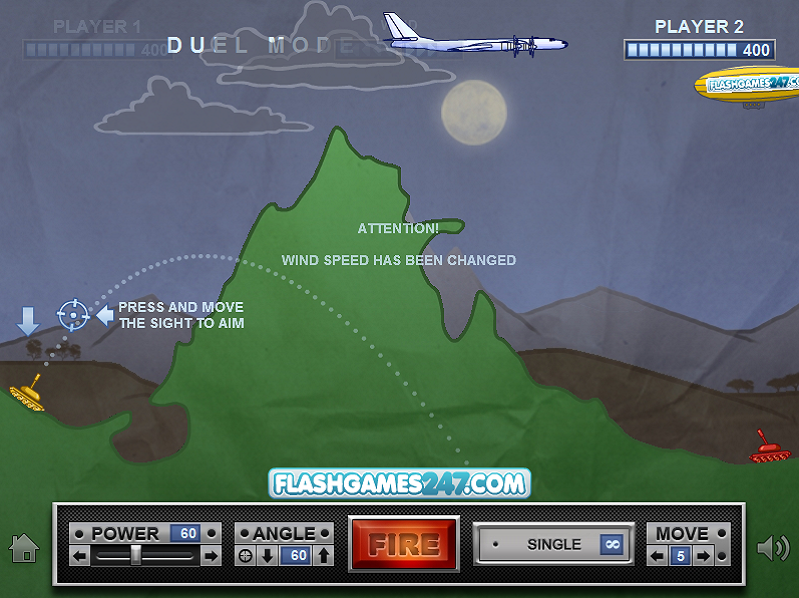 PLAYER 1
400
DUEL MODE
PLAYER 2
400
FLASHGAMES247.CO
ATTENTION!
WIND SPEED HAS BEEN CHANGED
PRESS AND MOVE
THE SIGHT TO AIM
FLASHGAMES247.COM
POWER 60
ANGLE
60
FIRE
SINGLE ∞
MOVE
5